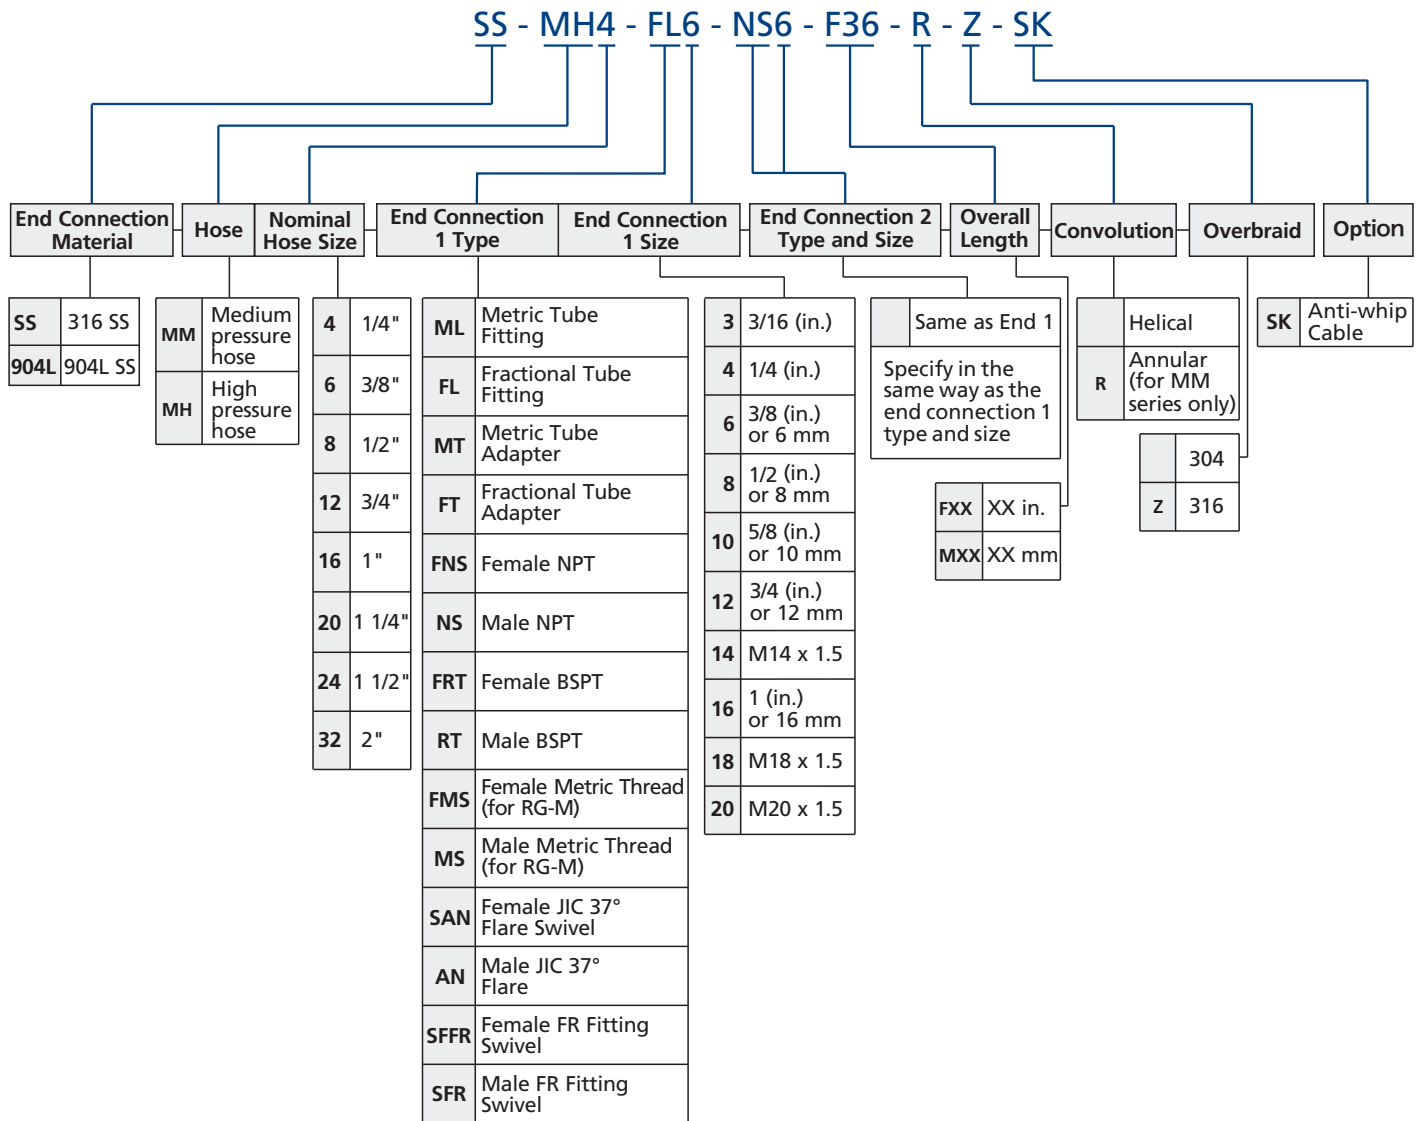 SS - MH4 - FL6 - NS6 - F36 - R - Z - SK
End Connection
Material
Hose
Nominal
Hose Size
End Connection
1 Type
End Connection
1 Size
End Connection 2
Type and Size
Overall
Length
Convolution
Overbraid
Option
SS 316 SS
904L 904L SS
MM Medium
pressure
hose
MH High
pressure
hose
4 1/4"
6 3/8"
8 1/2"
12 3/4"
16 1"
20 1 1/4"
24 1 1/2"
32 2"
ML Metric Tube
Fitting
FL Fractional Tube
Fitting
MT Metric Tube
Adapter
FT Fractional Tube
Adapter
FNS Female NPT
NS Male NPT
FRT Female BSPT
RT Male BSPT
FMS Female Metric Thread
(for RG-M)
MS Male Metric Thread
(for RG-M)
SAN Female JIC 37°
Flare Swivel
AN Male JIC 37°
Flare
SFFR Female FR Fitting
Swivel
SFR Male FR Fitting
Swivel
3 3/16 (in.)
4 1/4 (in.)
6 3/8 (in.)
or 6 mm
8 1/2 (in.)
or 8 mm
10 5/8 (in.)
or 10 mm
12 3/4 (in.)
or 12 mm
14 M14 x 1.5
16 1 (in.)
or 16 mm
18 M18 x 1.5
20 M20 x 1.5
Same as End 1
Specify in the
same way as the
end connection 1
type and size
FXX XX in.
MXX XX mm
Helical
R Annular
(for MM
series only)
304
Z 316
SK Anti-whip
Cable